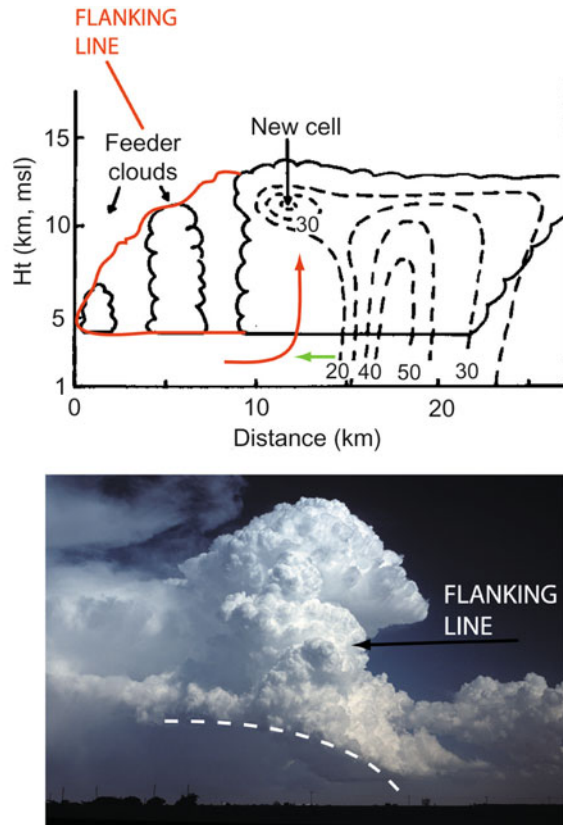 FLANKING
LINE
Feeder
clouds
New cell
Ht (km, msl)
15
10
5
1
30
20
40
50
30
0
10
20
Distance (km)
FLANKING
LINE